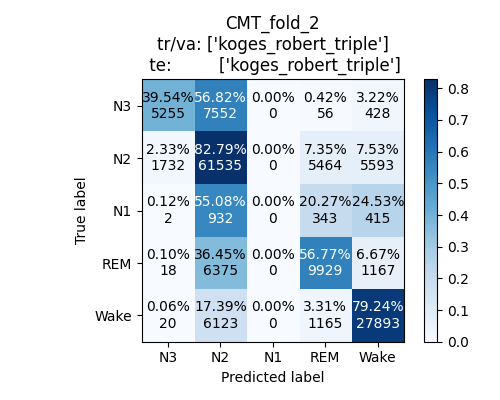 CMT_fold_2
tr/va: ['koges_robert_triple']
te: ['koges_robert_triple']
True label
N3
39.54% 56.82% 0.00% 0.42% 3.22%
5255 7552 0 56 428
N2
2.33% 82.79% 0.00% 7.35% 7.53%
1732 61535 0 5464 5593
N1
0.12% 55.08% 0.00% 20.27% 24.53%
2 932 0 343 415
REM
0.10% 36.45% 0.00% 56.77% 6.67%
18 6375 0 9929 1167
Wake
0.06% 17.39% 0.00% 3.31% 79.24%
20 6123 0 1165 27893
N3 N2 N1 REM Wake
Predicted label
0.8
0.7
0.6
0.5
0.4
0.3
0.2
0.1
0.0